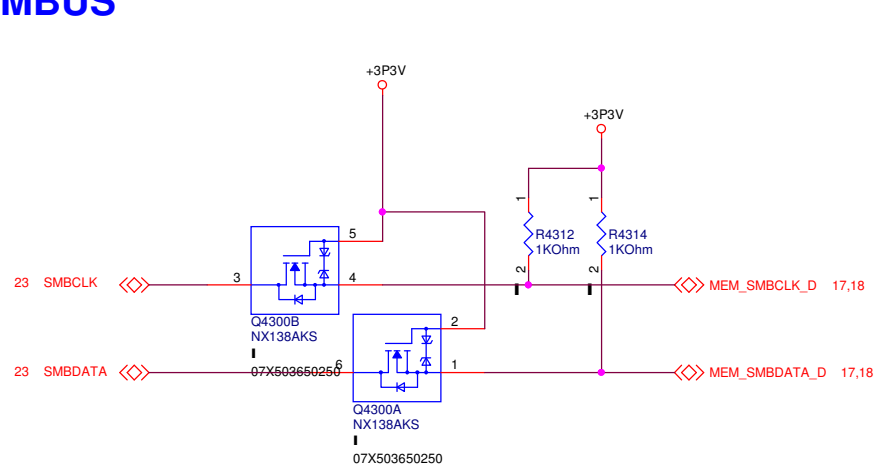 MBUS
+3P3V
+3P3V
1
1
R4312
1KOhm
R4314
1KOhm
2
2
5
23 SMBCLK
3
4
MEM_SMBCLK_D 17,18
Q4300B
NX138AKS
07X503650250
2
23 SMBDATA
6
1
MEM_SMBDATA_D 17,18
Q4300A
NX138AKS
07X503650250